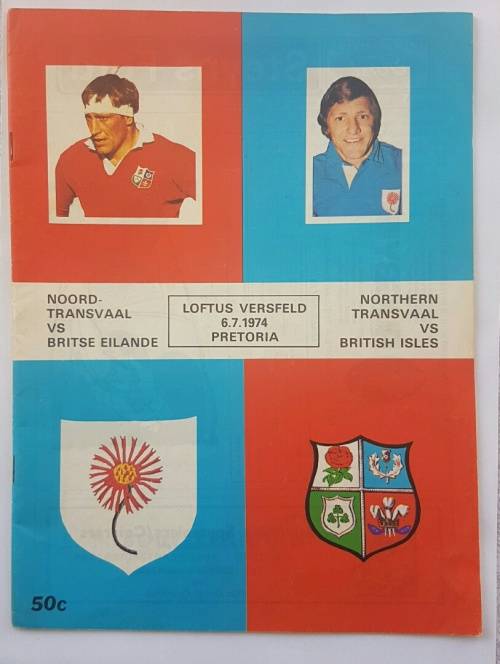 NOORD-
TRANSVAAL
VS
BRITSE EILANDE
LOFTUS VERSFELD
6.7.1974
PRETORIA
NORTHERN
TRANSVAAL
VS
BRITISH ISLES
50c